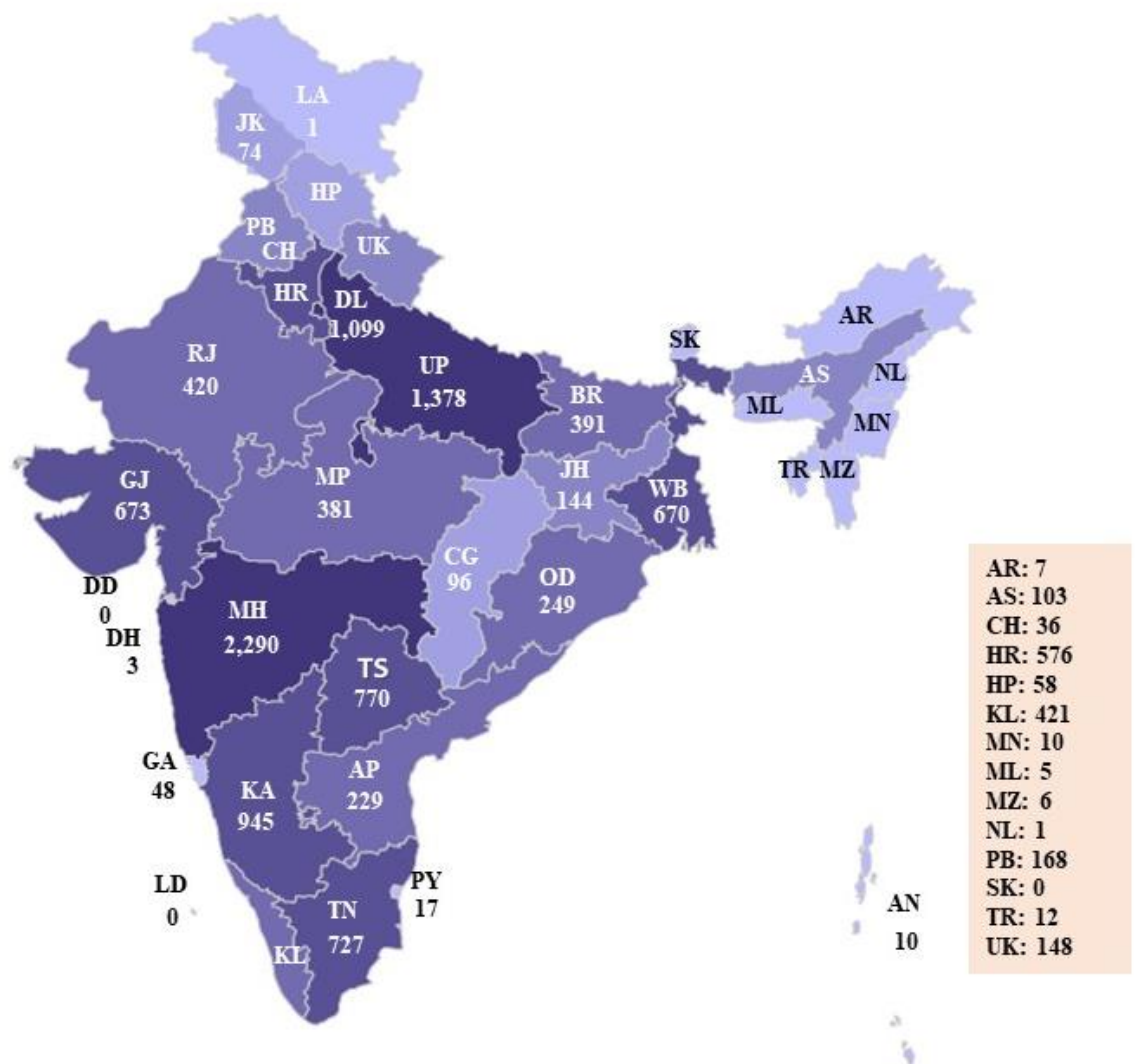 LA
1
JK
74
HP
PB
CH
UK
HR
DL
1,099
RJ
420
UP
1,378
BR
391
SK
AR
AS
NL
ML
MN
TR
MZ
GJ
673
MP
381
JH
144
WB
670
CG
96
OD
249
DD
0
DH
3
MH
2,290
TS
770
GA
48
KA
945
AP
229
LD
0
PY
17
TN
727
KL
AN
10
AR: 7
AS: 103
CH: 36
HR: 576
HP: 58
KL: 421
MN: 10
ML: 5
MZ: 6
NL: 1
PB: 168
SK: 0
TR: 12
UK: 148